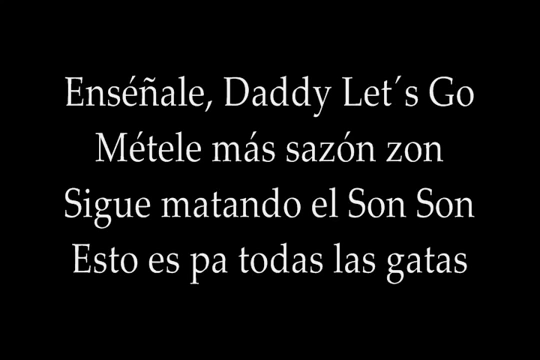 Enséñale, Daddy Let´s Go
Métele más sazón zon
Sigue matando el Son Son
Esto es pa todas las gatas